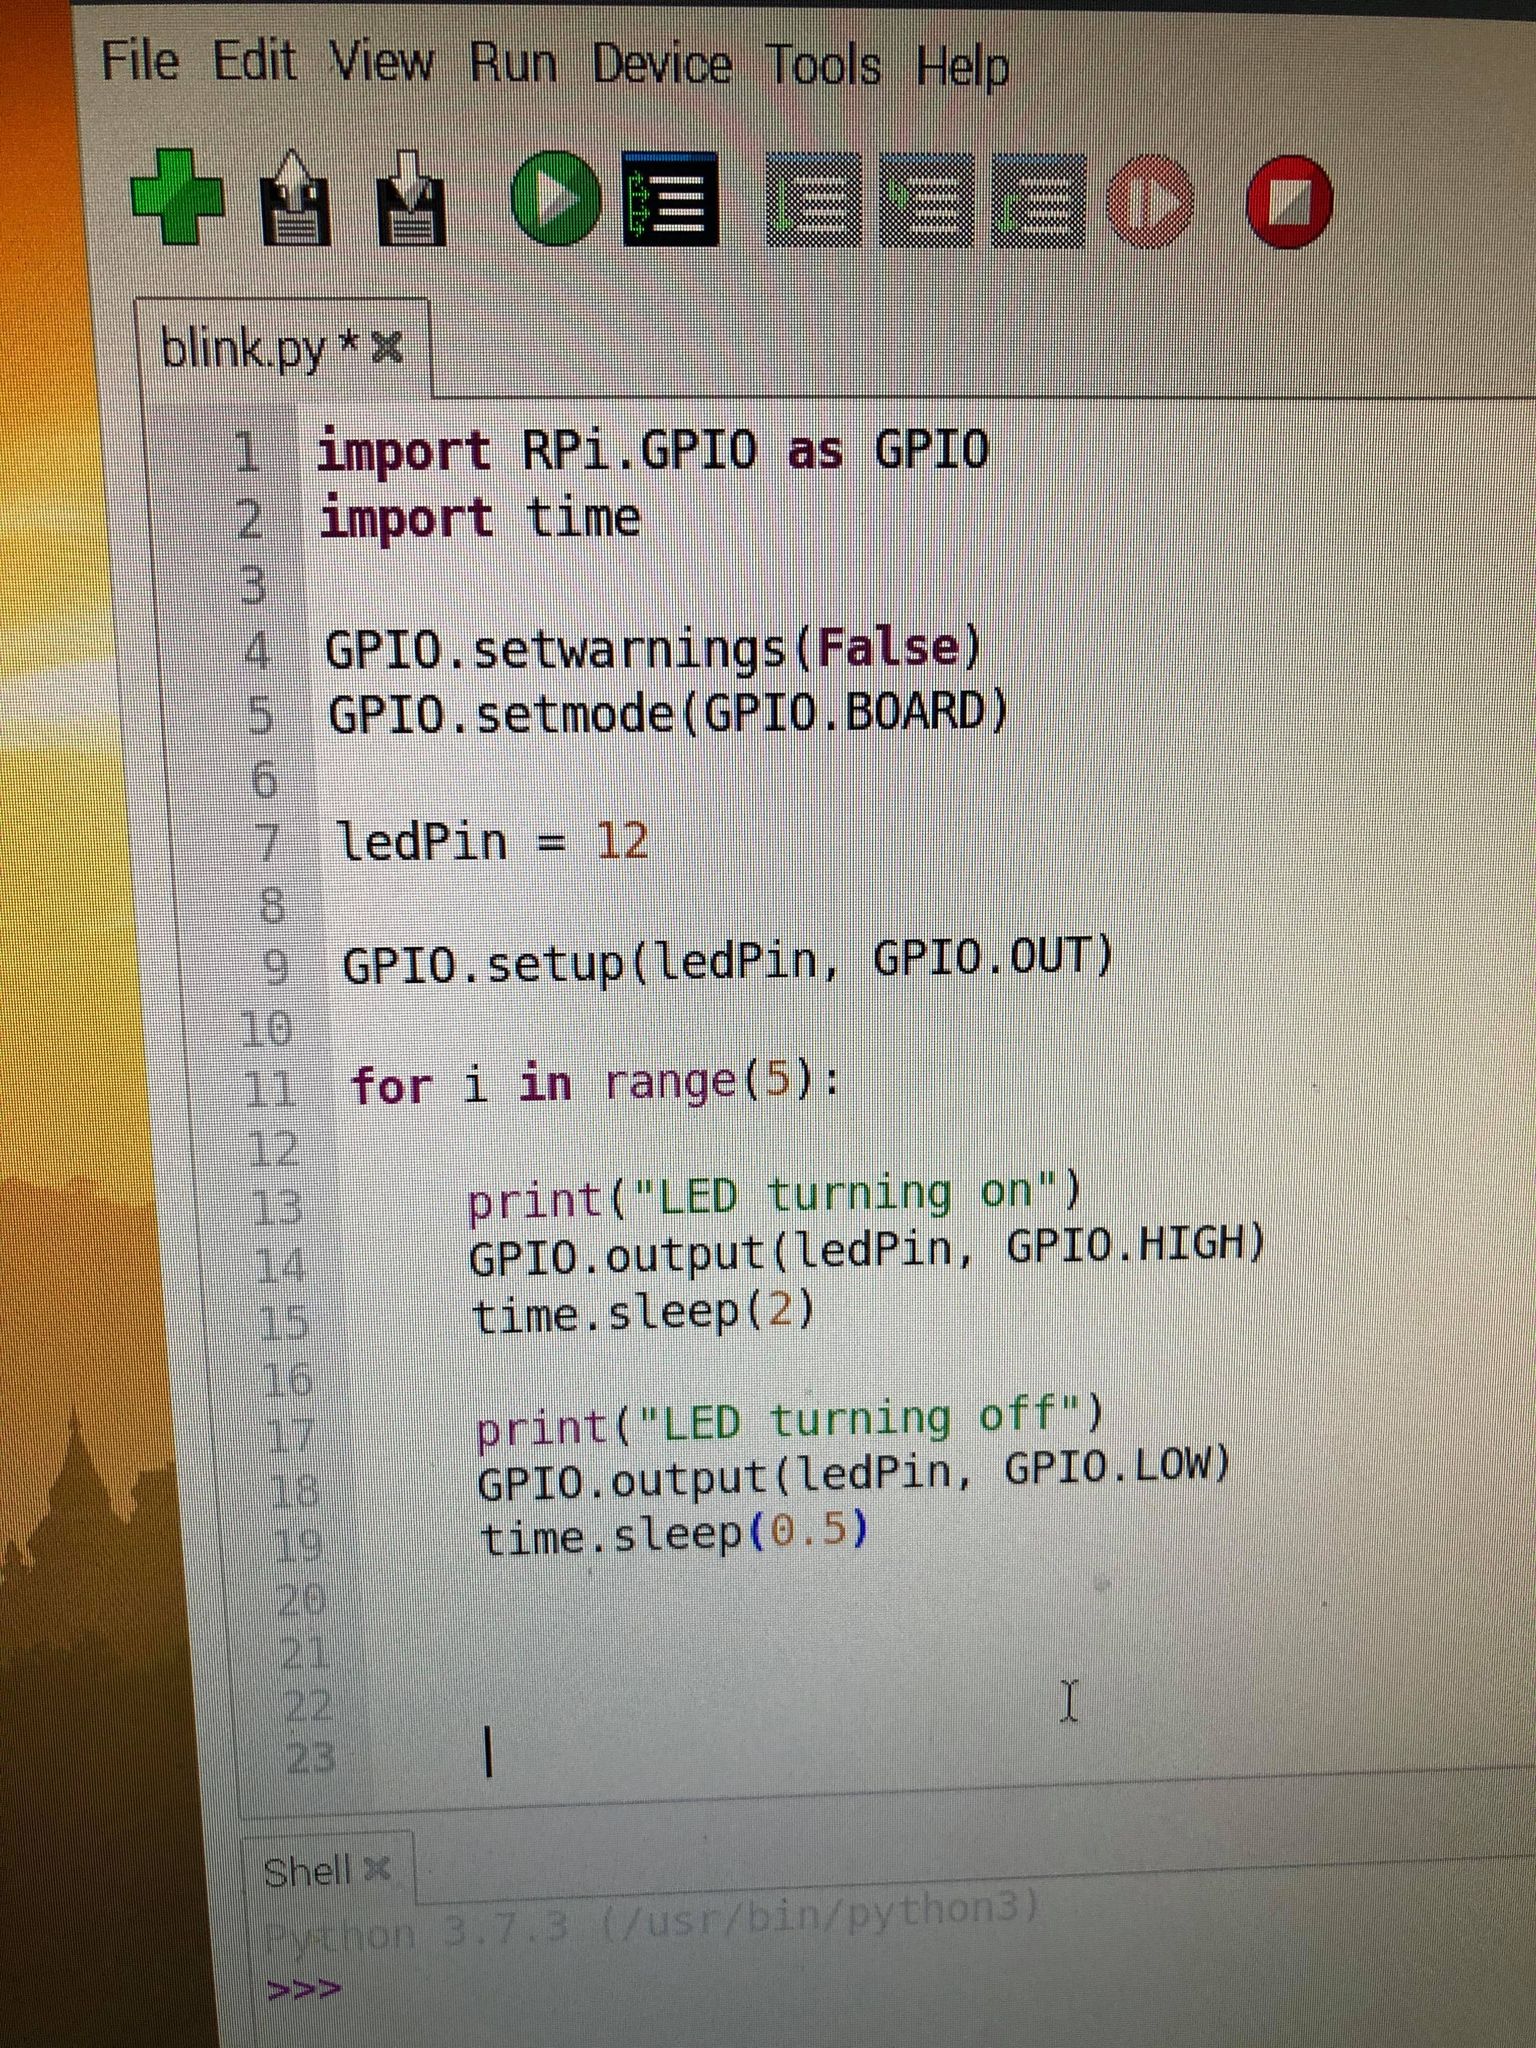 File Edit View Run Device Tools Help
blink.py *
1 import RPi.GPIO as GPIO
2 import time
3
4 GPIO.setwarnings(False)
5 GPIO.setmode(GPIO.BOARD)
6
7 ledPin = 12
8
9 GPIO.setup(ledPin, GPIO.OUT)
10
11 for i in range(5):
12
13     print("LED turning on")
14     GPIO.output(ledPin, GPIO.HIGH)
15     time.sleep(2)
16
17     print("LED turning off")
18     GPIO.output(ledPin, GPIO.LOW)
19     time.sleep(0.5)
20
21
22
23
Shell
Python 3.7.3 (/usr/bin/python3)
>>>